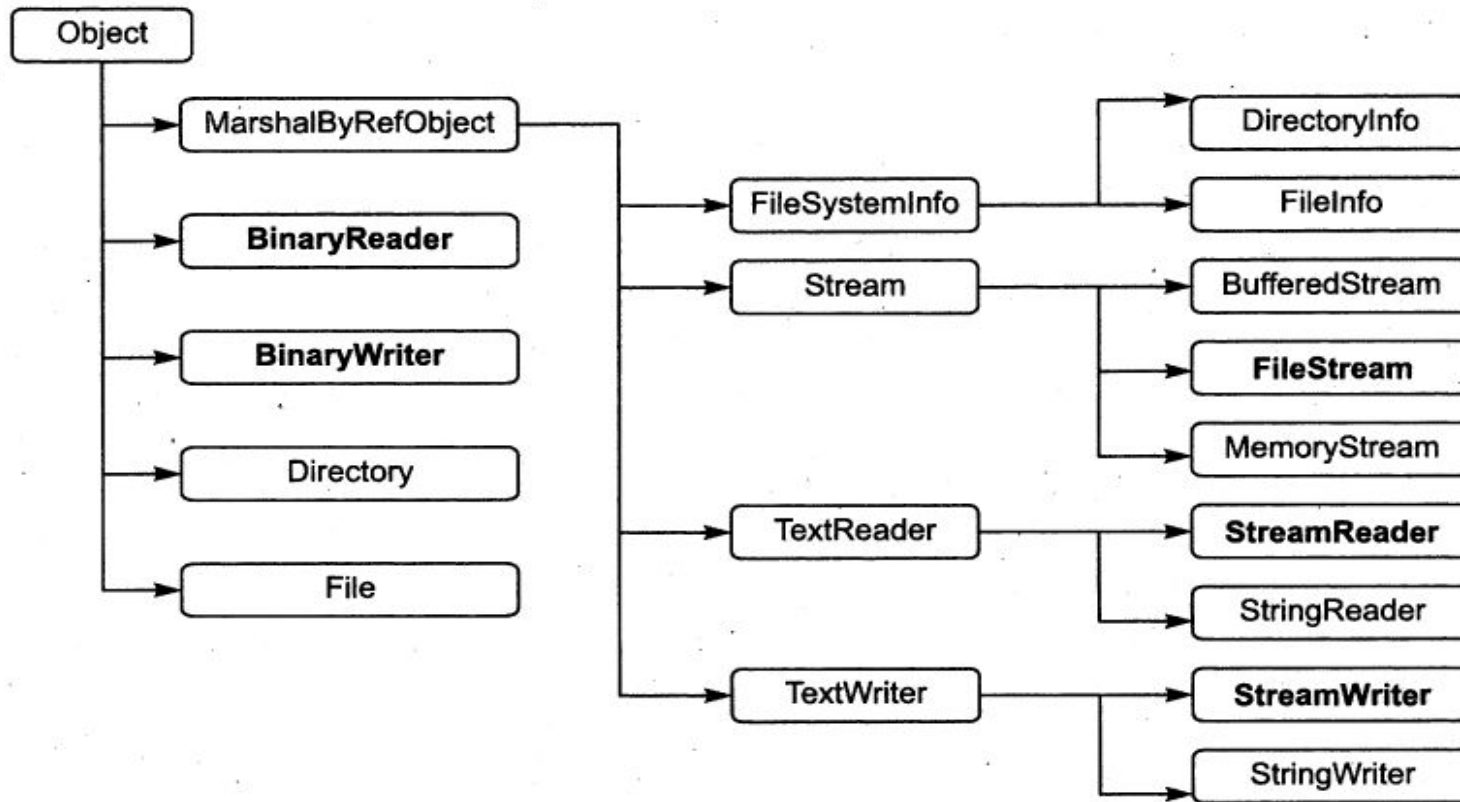 Object
MarshalByRefObject
DirectoryInfo
FileSystemInfo
FileInfo
BinaryReader
Stream
BufferedStream
BinaryWriter
FileStream
Directory
MemoryStream
TextReader
StreamReader
File
StringReader
TextWriter
StreamWriter
StringWriter